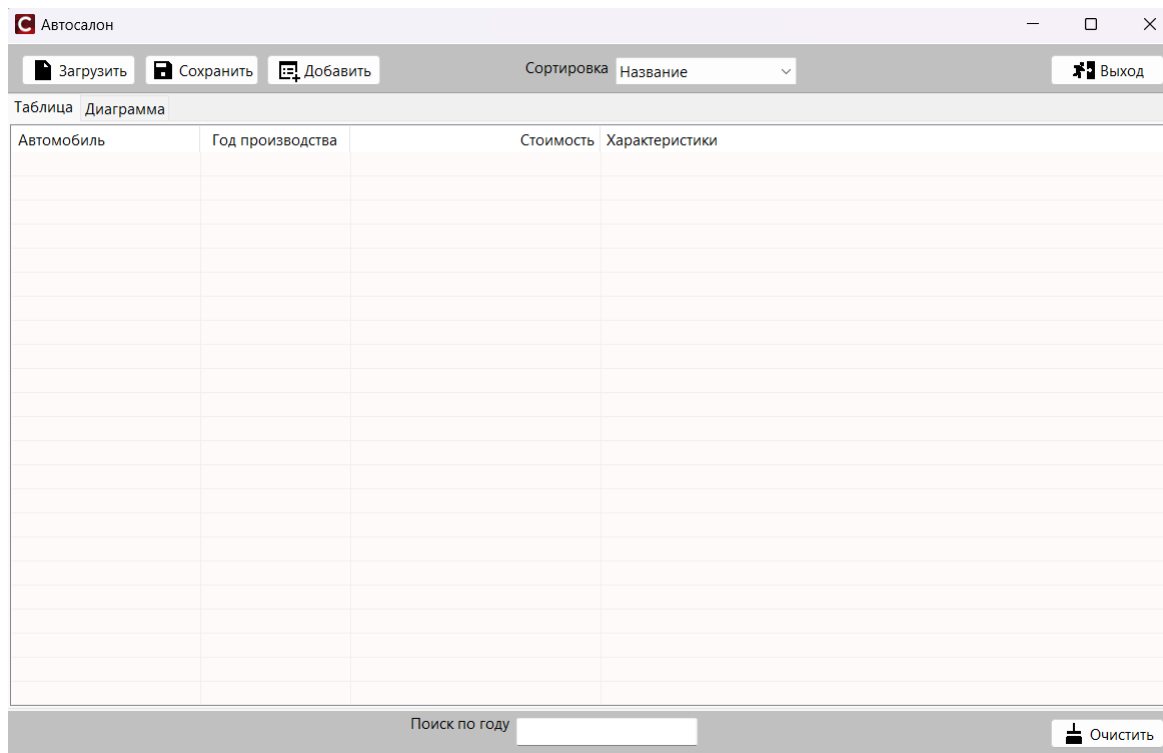 Автосалон
Загрузить Сохранить Добавить Сортировка Название Выход
Таблица Диаграмма
Автомобиль Год производства Стоимость Характеристики
Поиск по году Очистить